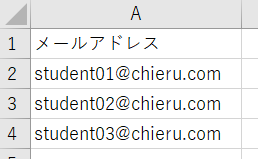 A
1 メールアドレス
2 student01@chieru.com
3 student02@chieru.com
4 student03@chieru.com